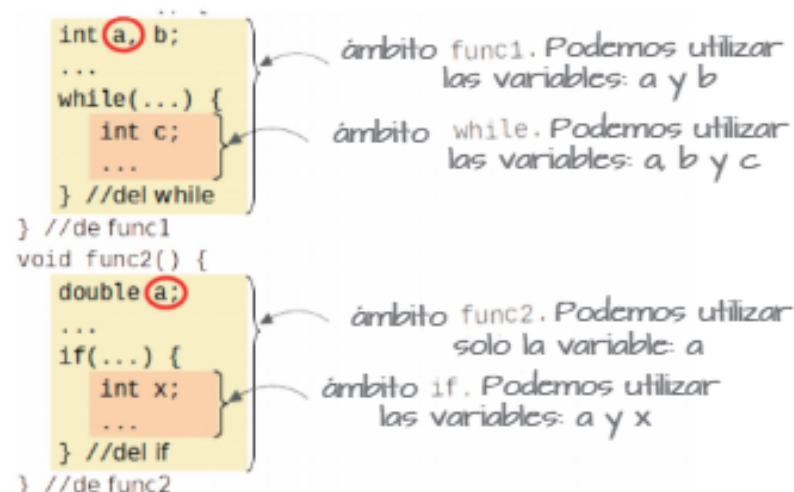 int a, b;
...
while(...) {
int c;
...
} //del while
} //de func1
void func2() {
double a;
...
if(...) {
int x;
...
} //del if
} //de func2
ámbito func1. Podemos utilizar
las variables: a y b
ámbito while. Podemos utilizar
las variables: a, b y c
ámbito func2. Podemos utilizar
solo la variable: a
ámbito if. Podemos utilizar
las variables: a y x